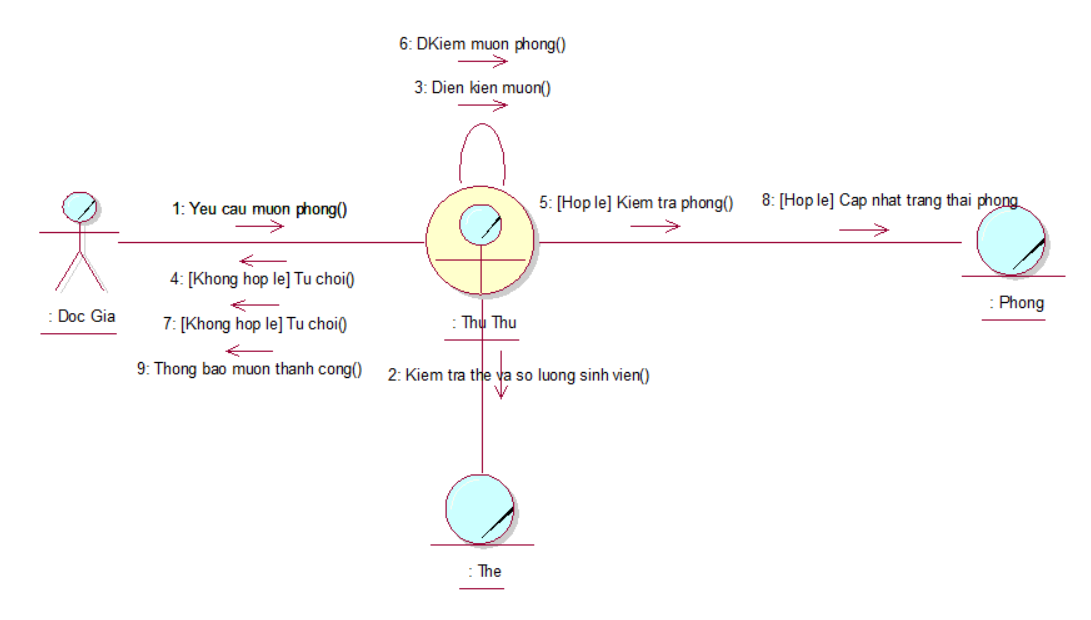 6: DKiem muon phong()
3: Dien kien muon()
1: Yeu cau muon phong()
5: [Hop le] Kiem tra phong()
8: [Hop le] Cap nhat trang thai phong
4: [Khong hop le] Tu choi()
: Doc Gia
7: [Khong hop le] Tu choi()
: Thu Thu
: Phong
9: Thong bao muon thanh cong()
2: Kiem tra the va so luong sinh vien()
: The